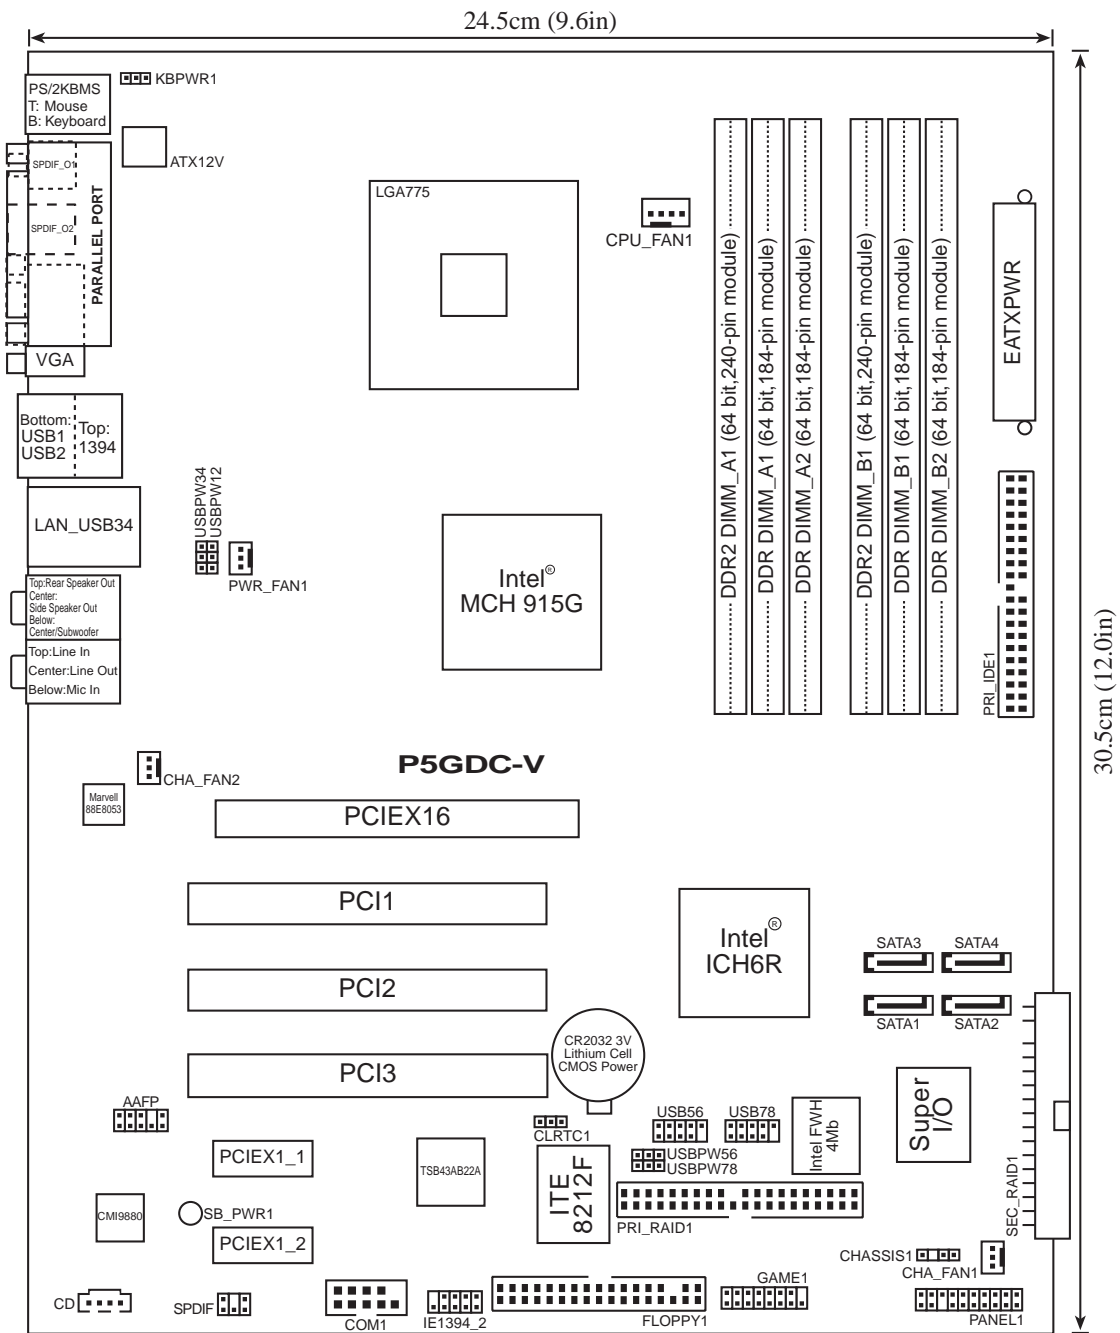 24.5cm (9.6in)
KBPWR1
PS/2KBMS
T: Mouse
B: Keyboard
ATX12V
SPDIF_O1
SPDIF_O2
PARALLEL PORT
VGA
LGA775
CPU_FAN1
DDR2 DIMM_A1 (64 bit,240-pin module)
DDR DIMM_A1 (64 bit,184-pin module)
DDR DIMM_A2 (64 bit,184-pin module)
DDR2 DIMM_B1 (64 bit,240-pin module)
DDR DIMM_B1 (64 bit,184-pin module)
DDR DIMM_B2 (64 bit,184-pin module)
EATXPWR
30.5cm (12.0in)
Bottom:
USB1
USB2
Top:
1394
LAN_USB34
USBPW34
USBPW12
PWR_FAN1
Intel®
MCH 915G
PRI_IDE1
Top:Rear Speaker Out
Center:
Side Speaker Out
Below:
Center/Subwoofer
Top:Line In
Center:Line Out
Below:Mic In
P5GDC-V
CHA_FAN2
Marvell
88E8053
PCIEX16
PCI1
PCI2
PCI3
Intel®
ICH6R
SATA3
SATA4
SATA1
SATA2
CR2032 3V
Lithium Cell
CMOS Power
AAFP
CLRTC1
USB56
USB78
USBPW56
USBPW78
Intel FWH
4Mb
Super
I/O
SEC_RAID1
PCIEX1_1
TSB43AB22A
ITE
8212F
PRI_RAID1
CMI9880
SB_PWR1
PCIEX1_2
CHASSIS1
CHA_FAN1
CD
SPDIF
COM1
IE1394_2
FLOPPY1
GAME1
PANEL1